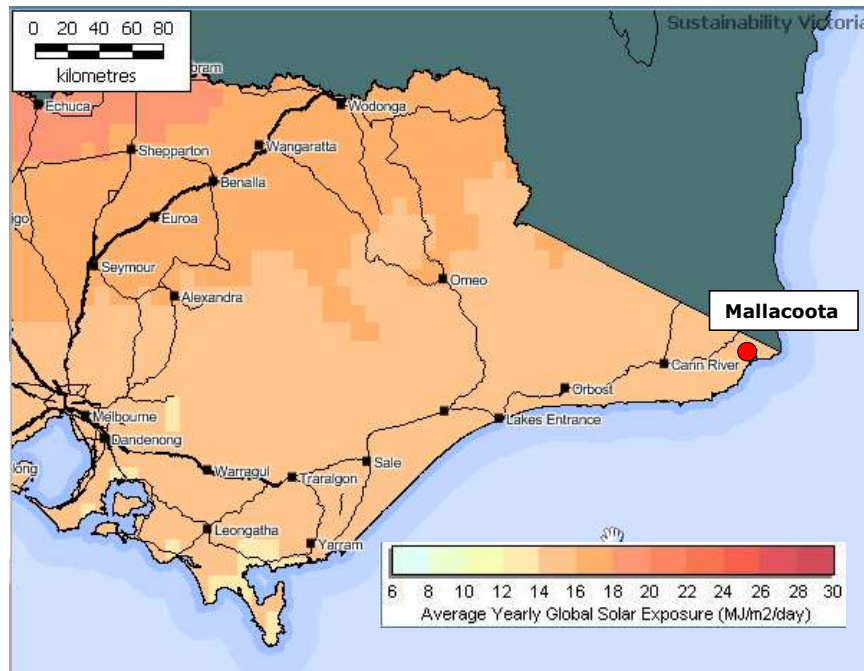 Sustainability Victoria
0 20 40 60 80
kilometres
Echuca
Wodonga
Shepparton
Wangaratta
Benalla
Euroa
Seymour
Alexandra
Omeo
Mallacoota
Cann River
Orbost
Lakes Entrance
Melbourne
Dandenong
Warragul
Sale
Traralgon
Leongatha
Yarram
6 8 10 12 14 16 18 20 22 24 26 28 30
Average Yearly Global Solar Exposure (MJ/m2/day)